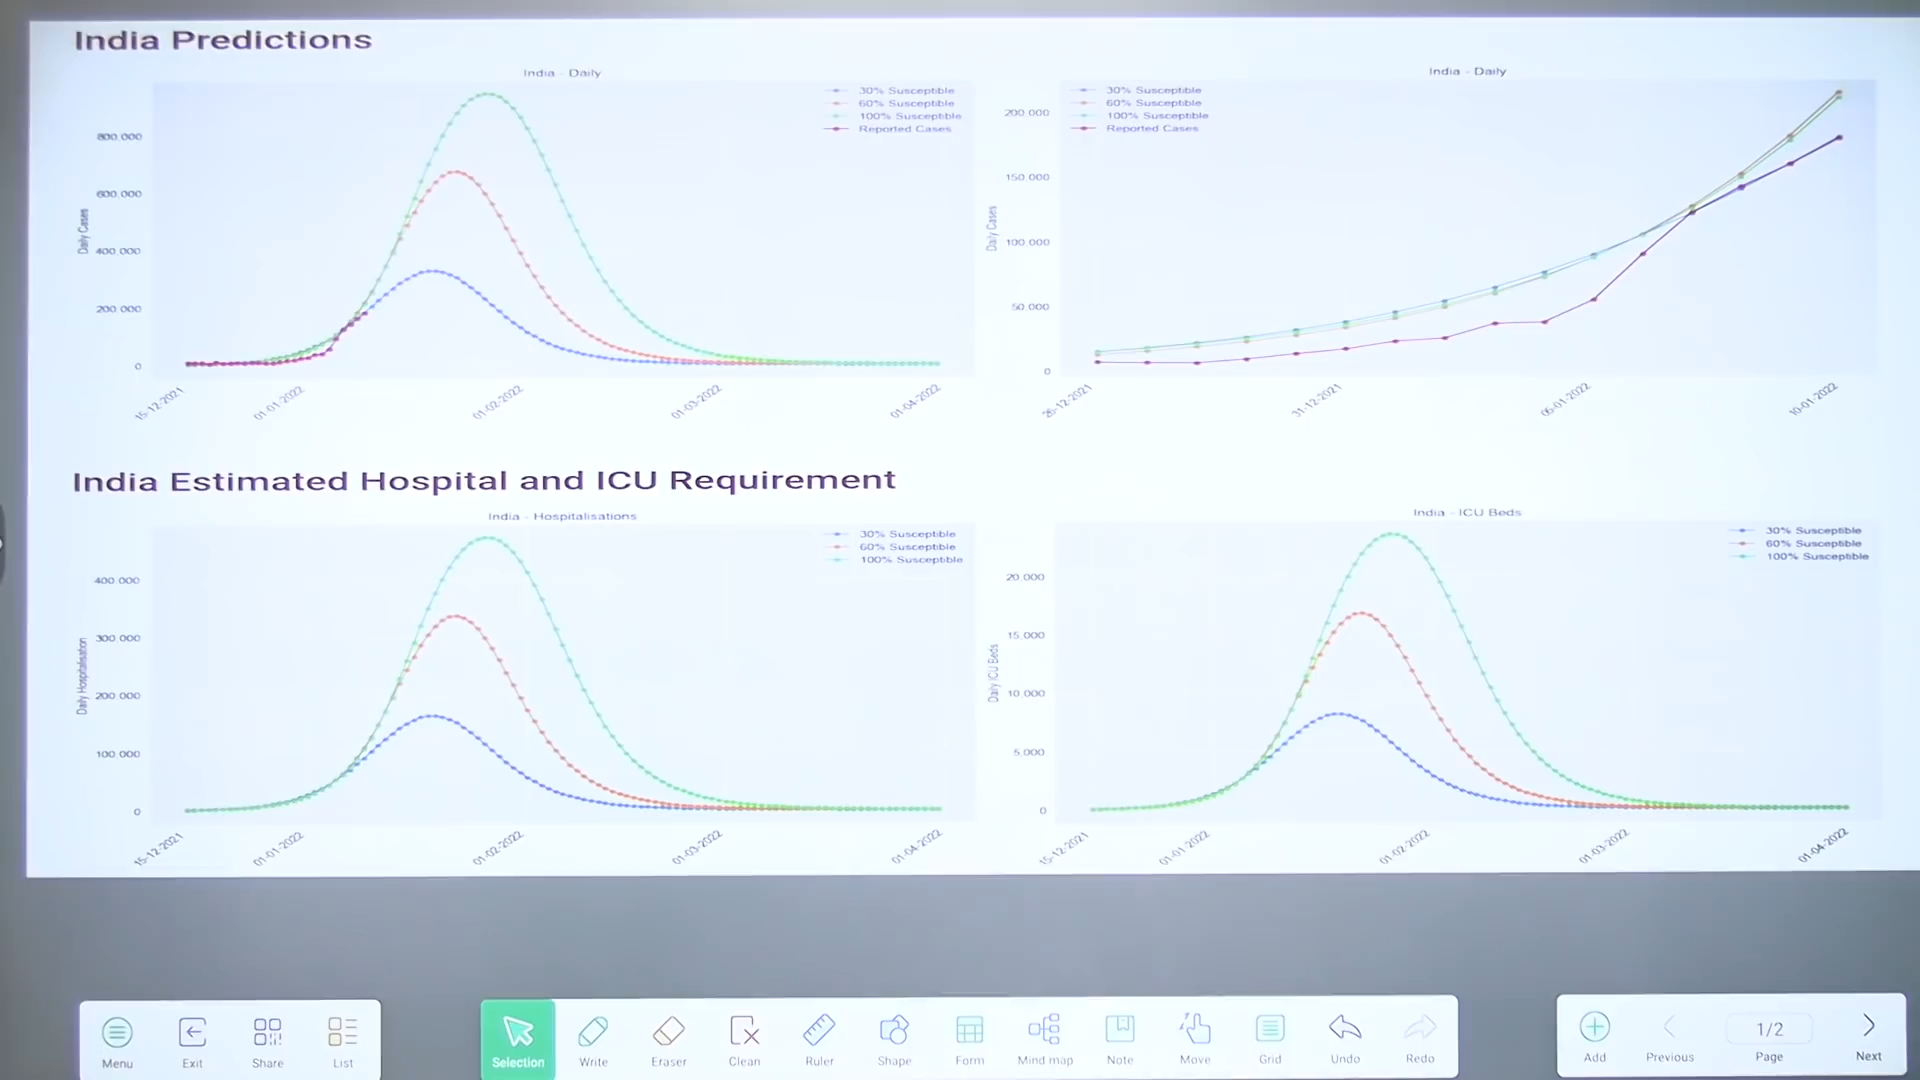 India Predictions
India - Daily
30% Susceptible
60% Susceptible
100% Susceptible
Reported Cases
Daily Cases
800,000
600,000
400,000
200,000
0
15-12-2021
01-01-2022
01-02-2022
01-03-2022
01-04-2022
India - Daily
30% Susceptible
60% Susceptible
100% Susceptible
Reported Cases
Daily Cases
200,000
150,000
100,000
50,000
0
26-12-2021
31-12-2021
05-01-2022
10-01-2022
India Estimated Hospital and ICU Requirement
India - Hospitalisations
30% Susceptible
60% Susceptible
100% Susceptible
Daily Hospitalisation
400,000
300,000
200,000
100,000
0
15-12-2021
01-01-2022
01-02-2022
01-03-2022
01-04-2022
India - ICU Beds
30% Susceptible
60% Susceptible
100% Susceptible
Daily ICU Beds
20,000
15,000
10,000
5,000
0
15-12-2021
01-01-2022
01-02-2022
01-03-2022
01-04-2022
Menu
Exit
Share
List
Selection
Write
Eraser
Clean
Ruler
Shape
Form
Mind map
Note
Move
Grid
Undo
Redo
Add
Previous
1/2
Page
Next